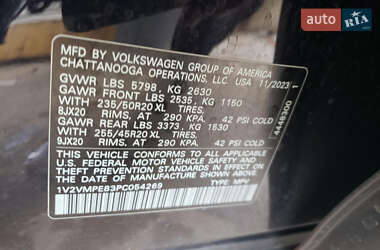 auto RIA.com
MFD BY VOLKSWAGEN GROUP OF AMERICA
CHATTANOOGA OPERATIONS, LLC. USA 11/2023
GVWR LBS 5798, KG 2630
GAWR FRONT LBS 2535, KG 1150
WITH 235/50R20 XL TIRES,
8JX20 RIMS, AT 290 KPA. 42 PSI COLD
GAWR REAR LBS 3373, KG 1530
WITH 255/45R20 XL TIRES,
9JX20 RIMS, AT 290 KPA. 42 PSI COLD
THIS VEHICLE CONFORMS TO ALL APPLICABLE
U.S. FEDERAL MOTOR VEHICLE SAFETY AND
THEFT PREVENTION STANDARDS IN EFFECT ON
THE DATE OF MANUFACTURE SHOWN ABOVE.
1V2VMPE83PC054269 TYPE: MPV